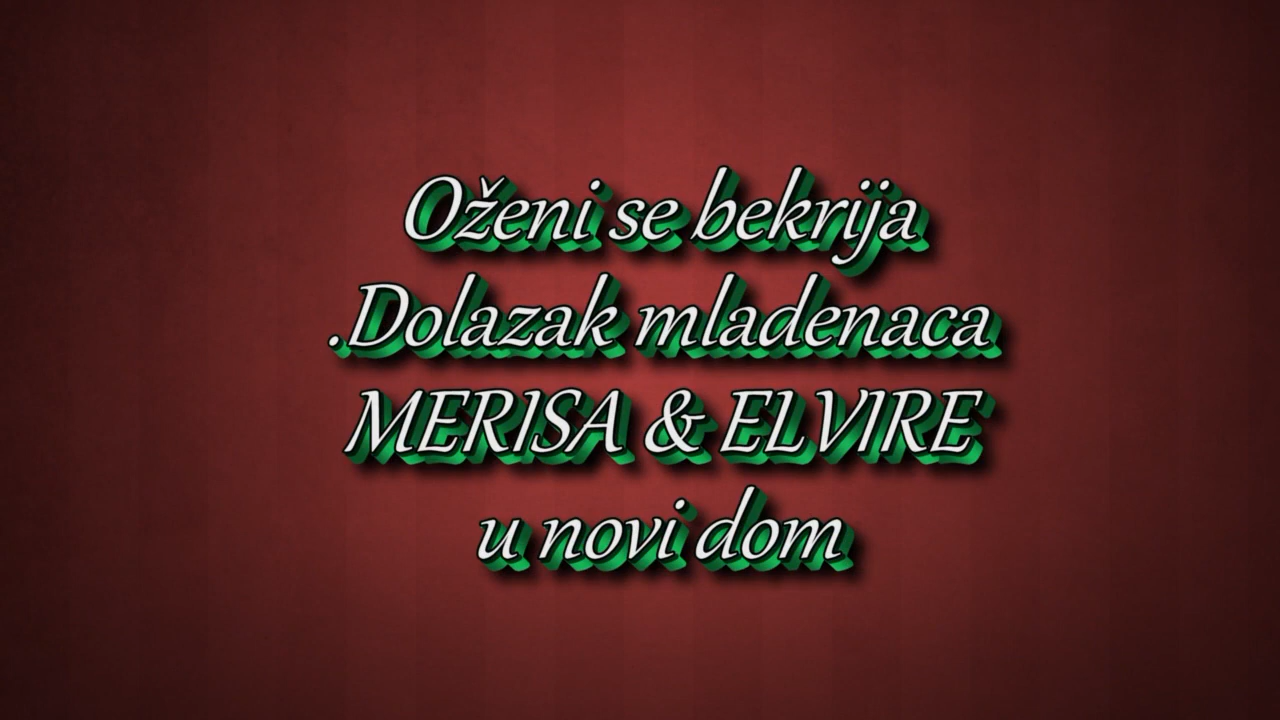 Oženi se bekrija
.Dolazak mladenaca
MERISA & ELVIRE
u novi dom